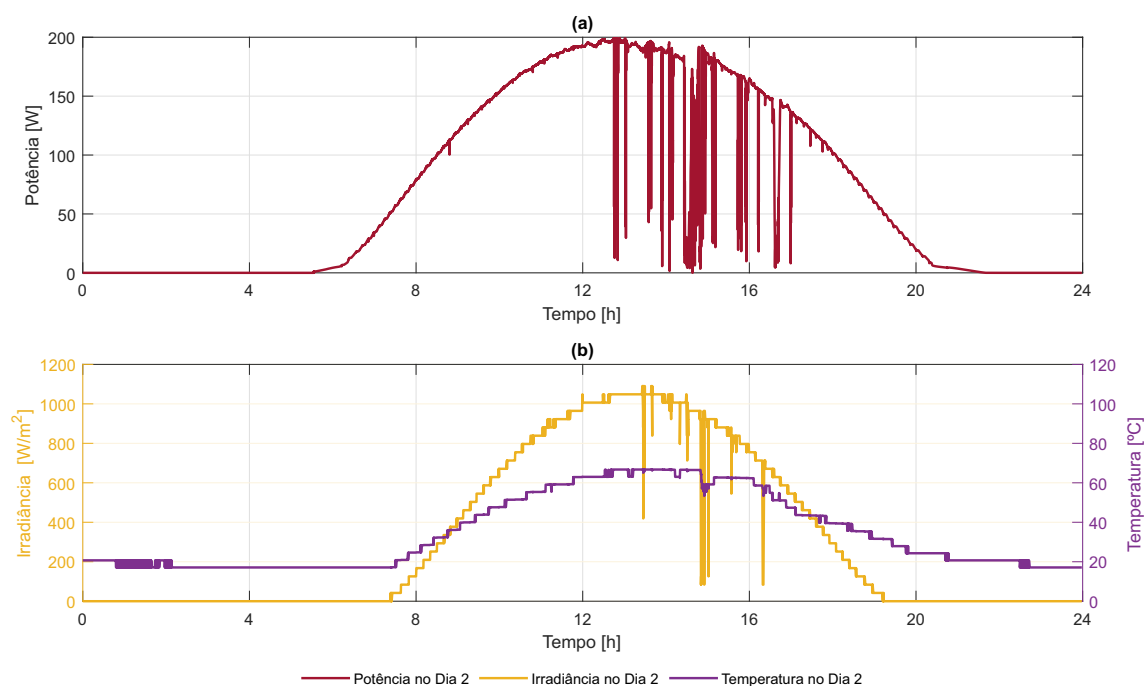 (a)
200
150
100
50
0
Potência [W]
0 4 8 12 16 20 24
Tempo [h]
(b)
1200
1000
800
600
400
200
0
Irradiância [W/m²]
120
100
80
60
40
20
0
Temperatura [ºC]
0 4 8 12 16 20 24
Tempo [h]
Potência no Dia 2 Irradiância no Dia 2 Temperatura no Dia 2